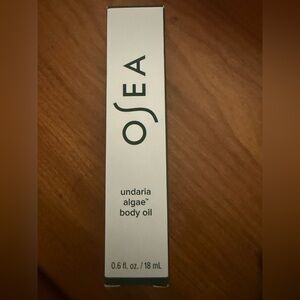 OSEA
undaria
algae™
body oil
0.6 fl. oz. / 18 mL